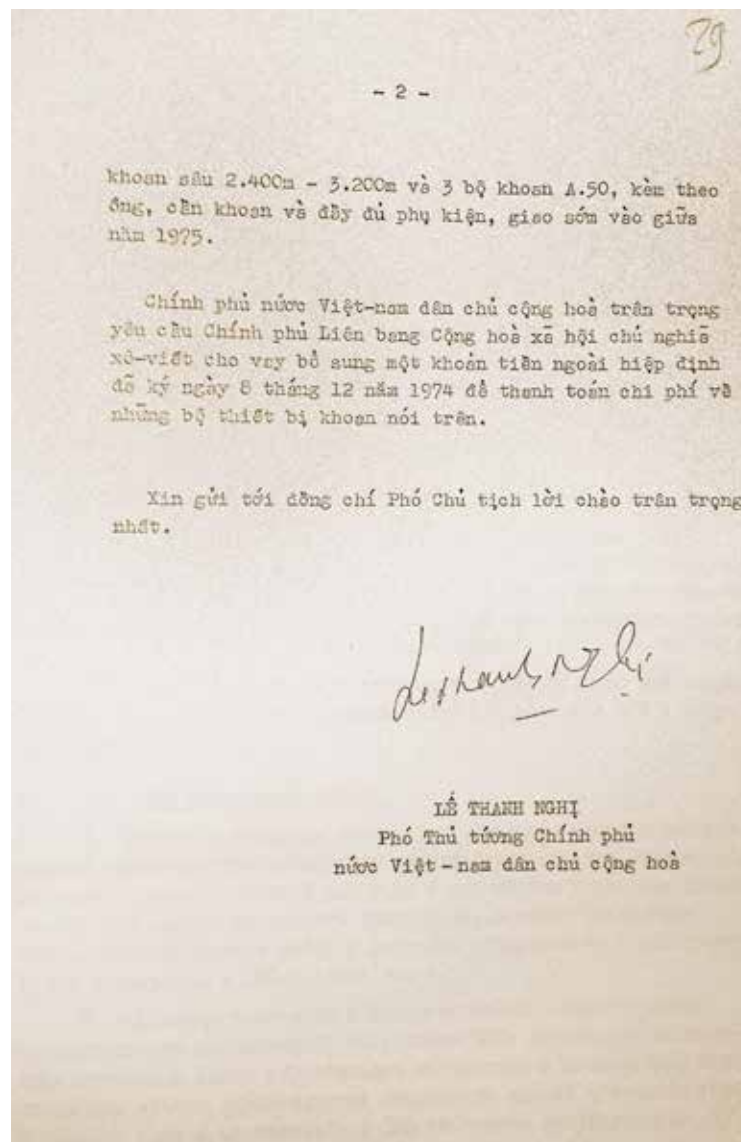 29
- 2 -
khoan sâu 2.400m - 3.200m và 3 bộ khoan A.50, kèm theo
ống, cần khoan và đầy đủ phụ kiện, giao sớm vào giữa
năm 1975.
Chính phủ nước Việt-nam dân chủ cộng hoà trân trọng
yêu cầu Chính phủ Liên bang Cộng hoà xã hội chủ nghĩa
xô-viết cho vay bổ sung một khoản tiền ngoài hiệp định
đã ký ngày 8 tháng 12 năm 1974 để thanh toán chi phí về
những bộ thiết bị khoan nói trên.
Xin gửi tới đồng chí Phó Chủ tịch lời chào trân trọng
nhất.
Lê Thanh Nghị
LÊ THANH NGHỊ
Phó Thủ tướng Chính phủ
nước Việt-nam dân chủ cộng hoà